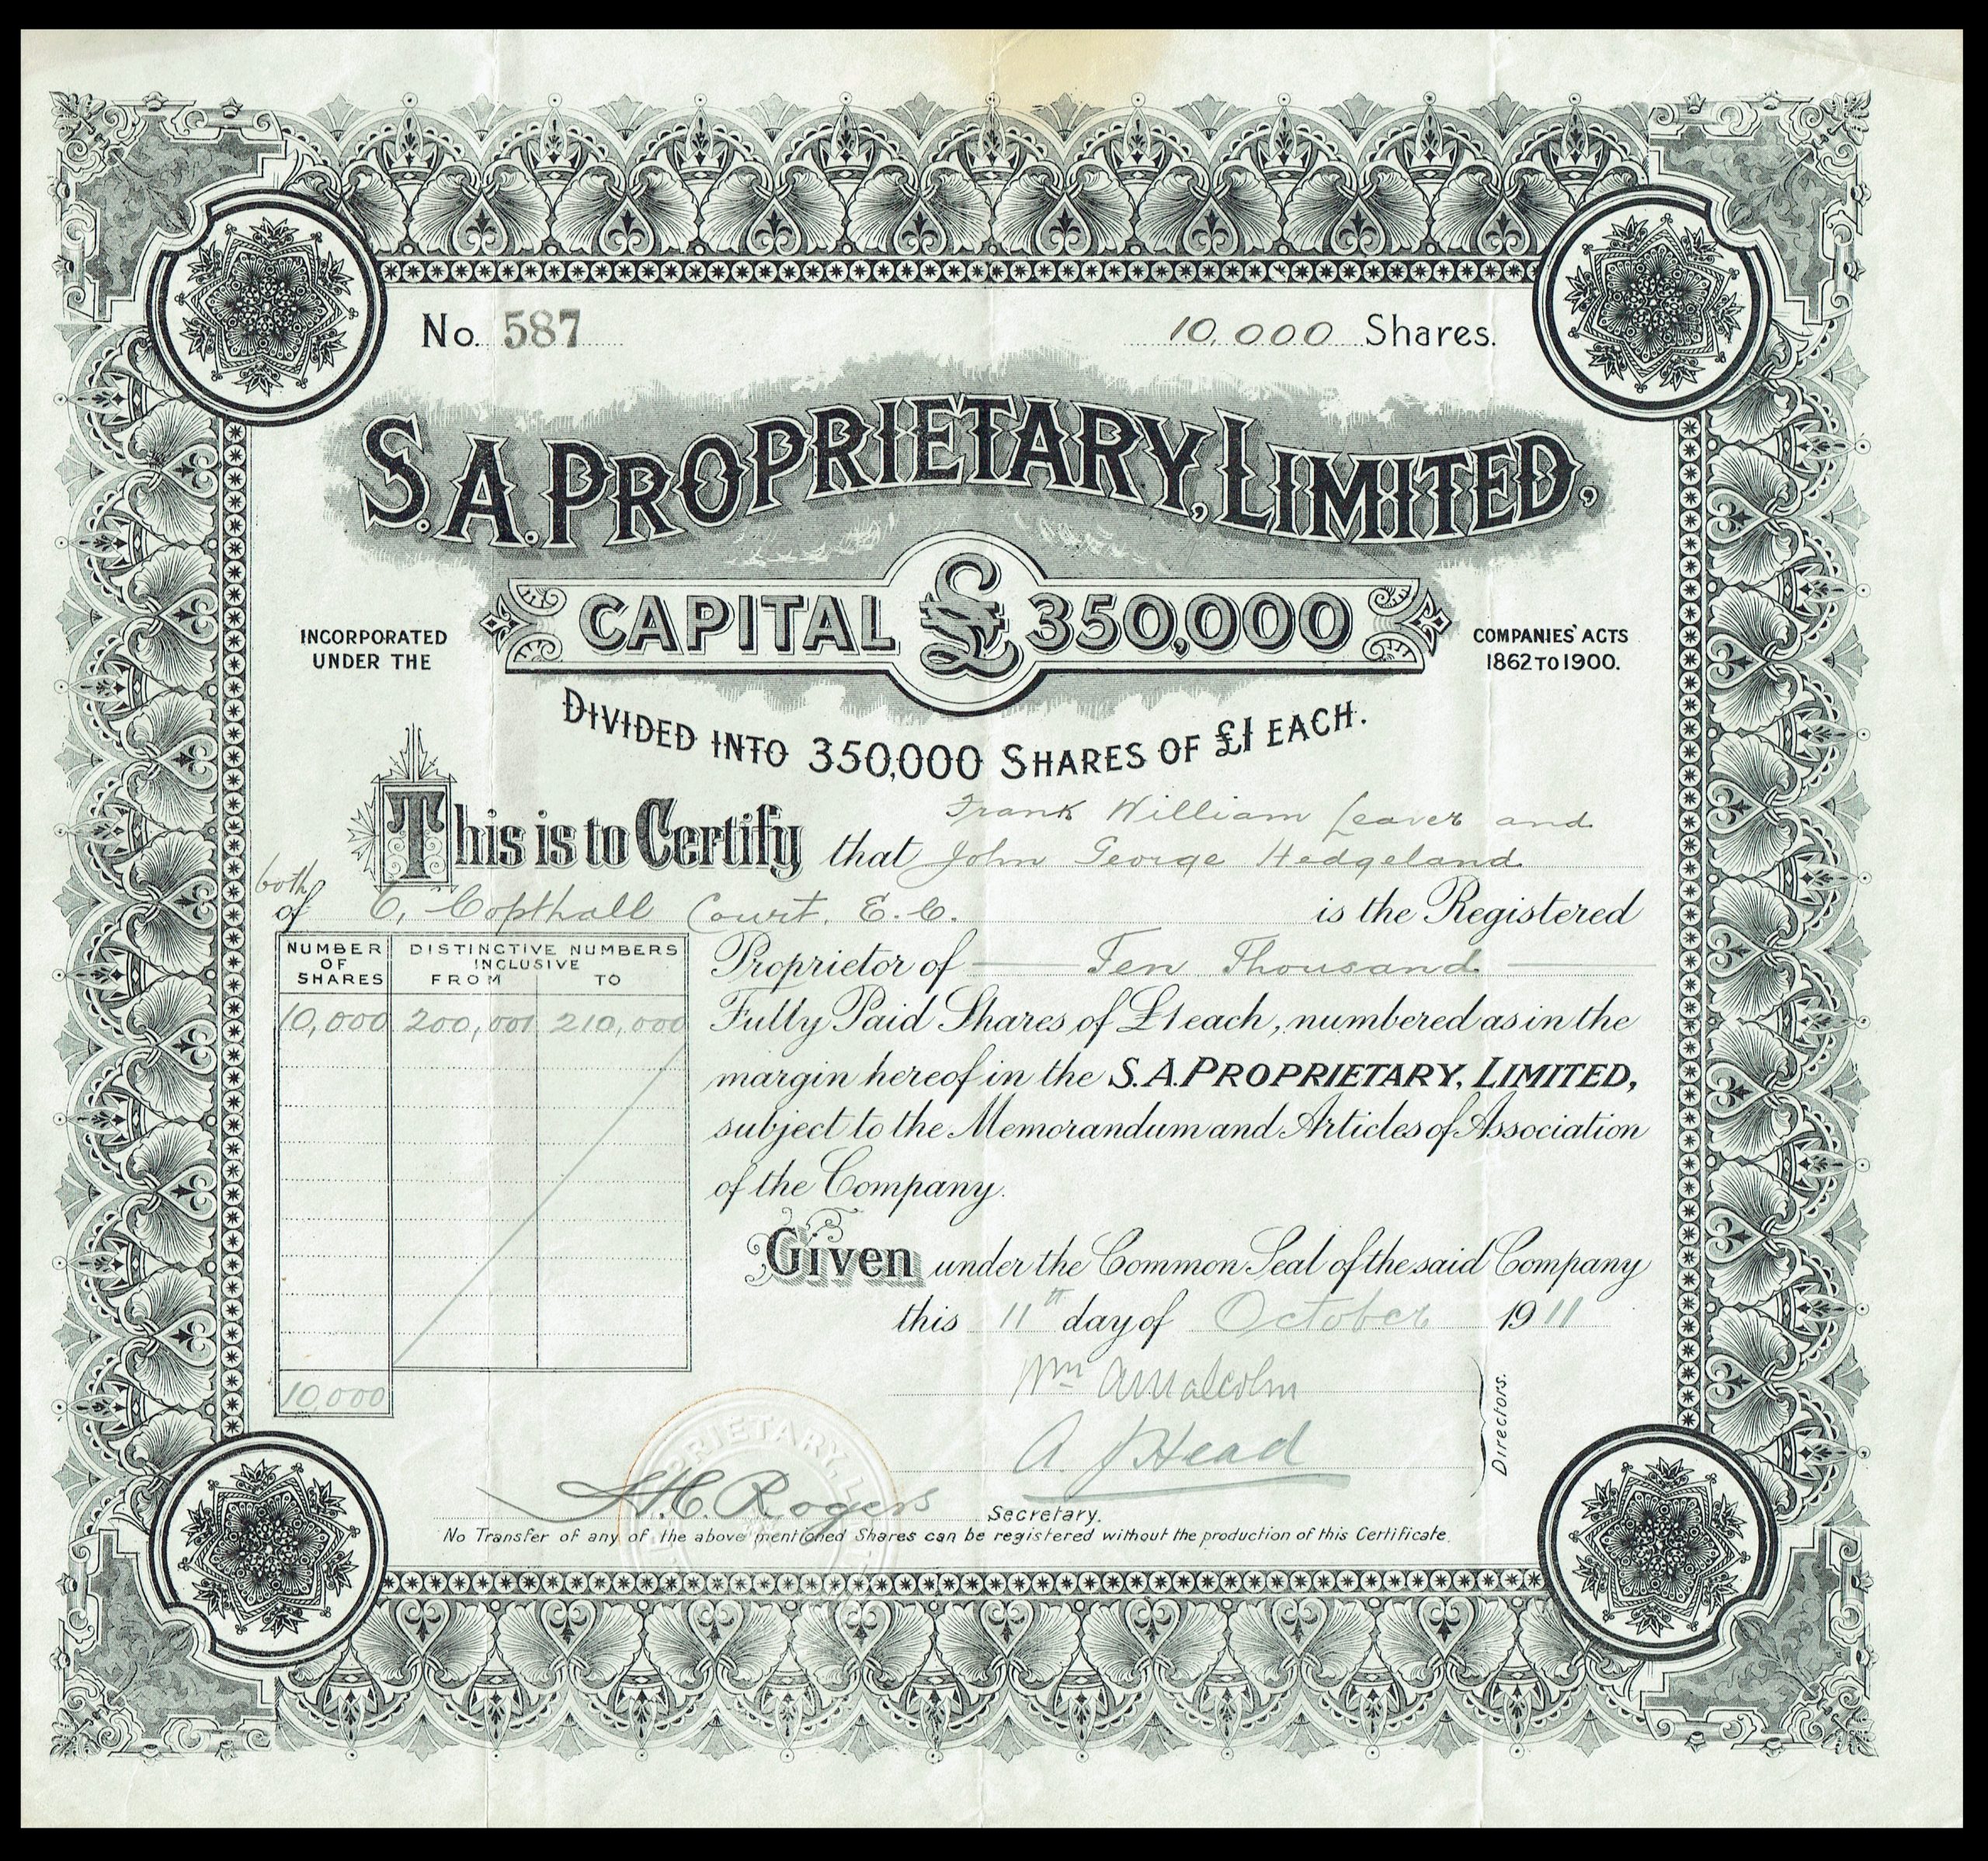 No. 587
10,000 Shares.
S.A. PROPRIETARY, LIMITED,
CAPITAL £ 350,000
INCORPORATED
UNDER THE
COMPANIES' ACTS
1862 TO 1900.
DIVIDED INTO 350,000 SHARES OF £1 EACH.
Frank William Leaver and
This is to Certify that John George Hedgeland
both
of 6, Copthall Court, E.C. is the Registered
Proprietor of Ten Thousand
Fully Paid Shares of £1 each, numbered as in the
margin hereof in the S.A. PROPRIETARY, LIMITED,
subject to the Memorandum and Articles of Association
of the Company.
NUMBER OF SHARES
DISTINCTIVE NUMBERS INCLUSIVE
FROM TO
10,000 200,001 210,000
10,000
Given under the Common Seal of the said Company
this 11th day of October 1911
Wm A Malcolm
A. J Head
Directors.
H.C. Rogers
Secretary.
No Transfer of any of the above mentioned Shares can be registered without the production of this Certificate.
PRIETARY, L